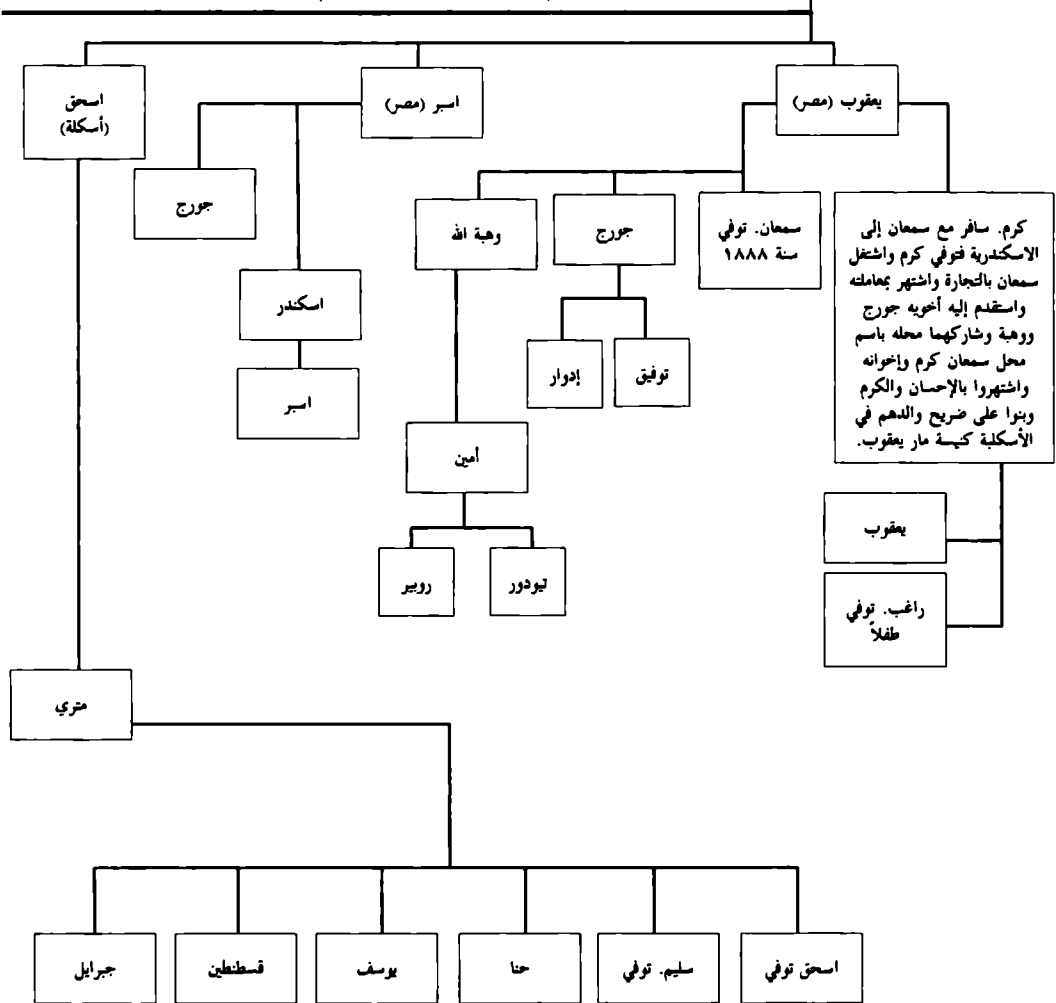 يعقوب (مصر)
اسبر (مصر)
اسحق
(أسكلة)
كرم. سافر مع سمعان إلى
الاسكندرية فتوفي كرم واشتغل
سمعان بالتجارة واشتهر بمعاملته
واستقدم إليه أخويه جورج
ووهبة وشاركهما محله باسم
محل سمعان كرم وإخوانه
واشتهروا بالإحسان والكرم
وبنوا على ضريح والدهم في
الأسكلبة كنيسة مار يعقوب.
سمعان. توفي
سنة ١٨٨٨
جورج
وهبة الله
جورج
اسكندر
اسبر
توفيق
إدوار
أمين
تيودور
روبير
يعقوب
راغب. توفي
طفلاً
متري
اسحق توفي
سليم. توفي
حنا
يوسف
قسطنطين
جبرايل